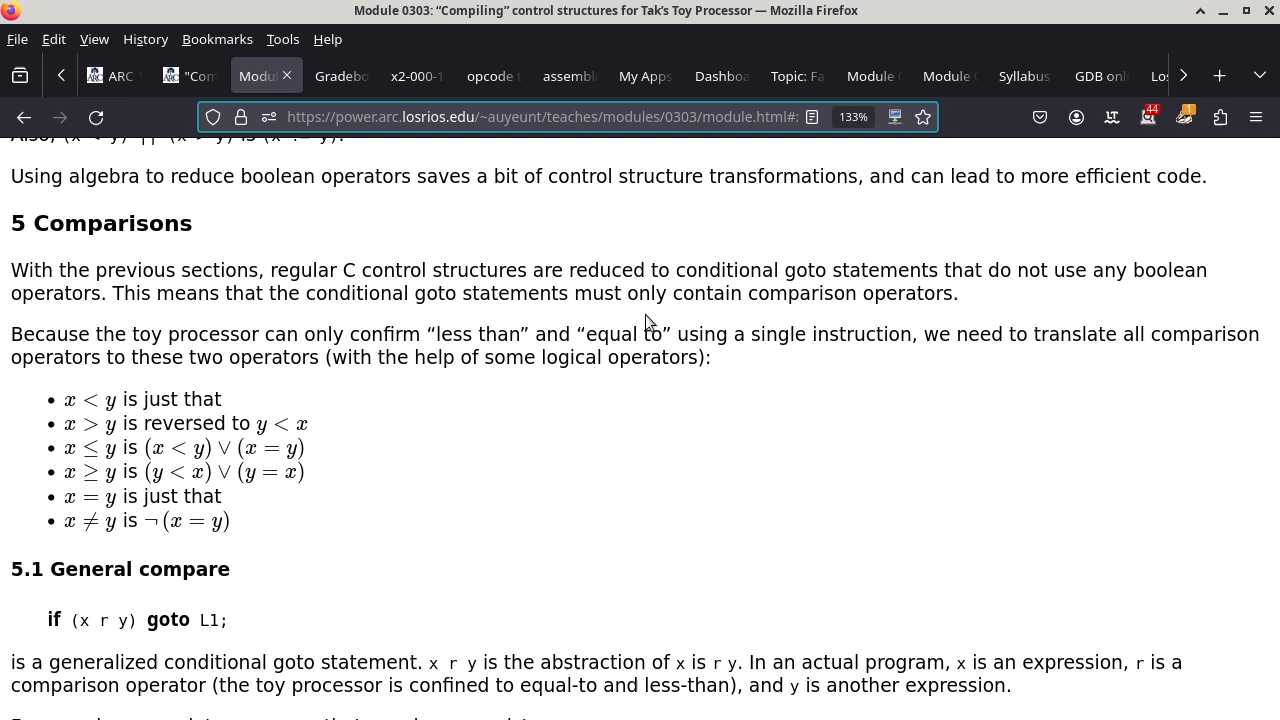 Module 0303: “Compiling” control structures for Tak’s Toy Processor — Mozilla Firefox
File Edit View History Bookmarks Tools Help
ARC "Com Modul Gradebo x2-000-1 opcode t assembl My Apps Dashboa Topic: Fa Module Module Syllabus GDB onl Los
https://power.arc.losrios.edu/~auyeunt/teaches/modules/0303/module.html#: 133% 44 1
Using algebra to reduce boolean operators saves a bit of control structure transformations, and can lead to more efficient code.
5 Comparisons
With the previous sections, regular C control structures are reduced to conditional goto statements that do not use any boolean
operators. This means that the conditional goto statements must only contain comparison operators.
Because the toy processor can only confirm “less than” and “equal to” using a single instruction, we need to translate all comparison
operators to these two operators (with the help of some logical operators):
• x < y is just that
• x > y is reversed to y < x
• x ≤ y is (x < y) ∨ (x = y)
• x ≥ y is (y < x) ∨ (y = x)
• x = y is just that
• x ≠ y is ¬ (x = y)
5.1 General compare
if (x r y) goto L1;
is a generalized conditional goto statement. x r y is the abstraction of x is r y. In an actual program, x is an expression, r is a
comparison operator (the toy processor is confined to equal-to and less-than), and y is another expression.